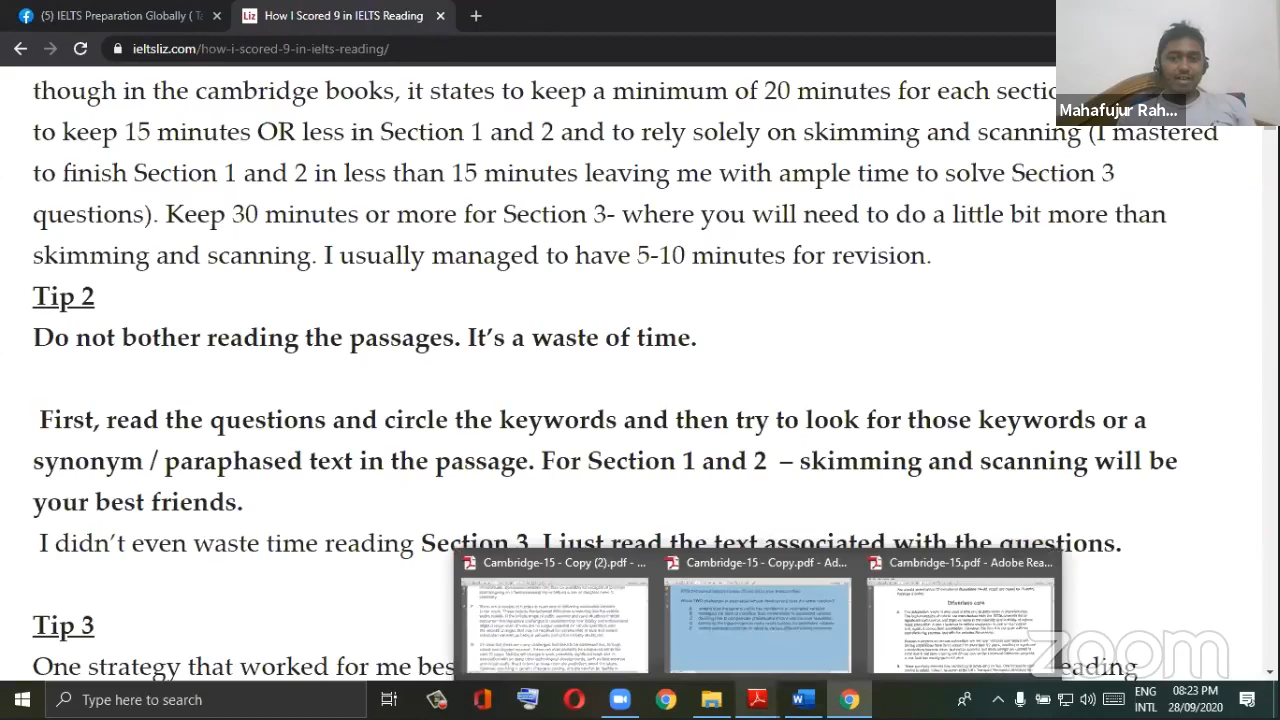 (5) IELTS Preparation Globally ( Ta
Liz How I Scored 9 in IELTS Reading
ieltsliz.com/how-i-scored-9-in-ielts-reading/
Mahafujur Rah...
though in the cambridge books, it states to keep a minimum of 20 minutes for each
to keep 15 minutes OR less in Section 1 and 2 and to rely solely on skimming and scanning (I mastered
to finish Section 1 and 2 in less than 15 minutes leaving me with ample time to solve Section 3
questions). Keep 30 minutes or more for Section 3- where you will need to do a little bit more than
skimming and scanning. I usually managed to have 5-10 minutes for revision.
Tip 2
Do not bother reading the passages. It's a waste of time.
First, read the questions and circle the keywords and then try to look for those keywords or a
synonym / paraphased text in the passage. For Section 1 and 2 – skimming and scanning will be
your best friends.
I didn't even waste time reading Section 3. I just read the text associated with the questions.
Cambridge-15 - Copy (2).pdf - ...
Cambridge-15 - Copy.pdf - Ad...
Cambridge-15.pdf - Adobe Rea...
Tip 3
One strategy that worked for me bes
reading
zoom
Type here to search
ENG
INTL
08:23 PM
28/09/2020